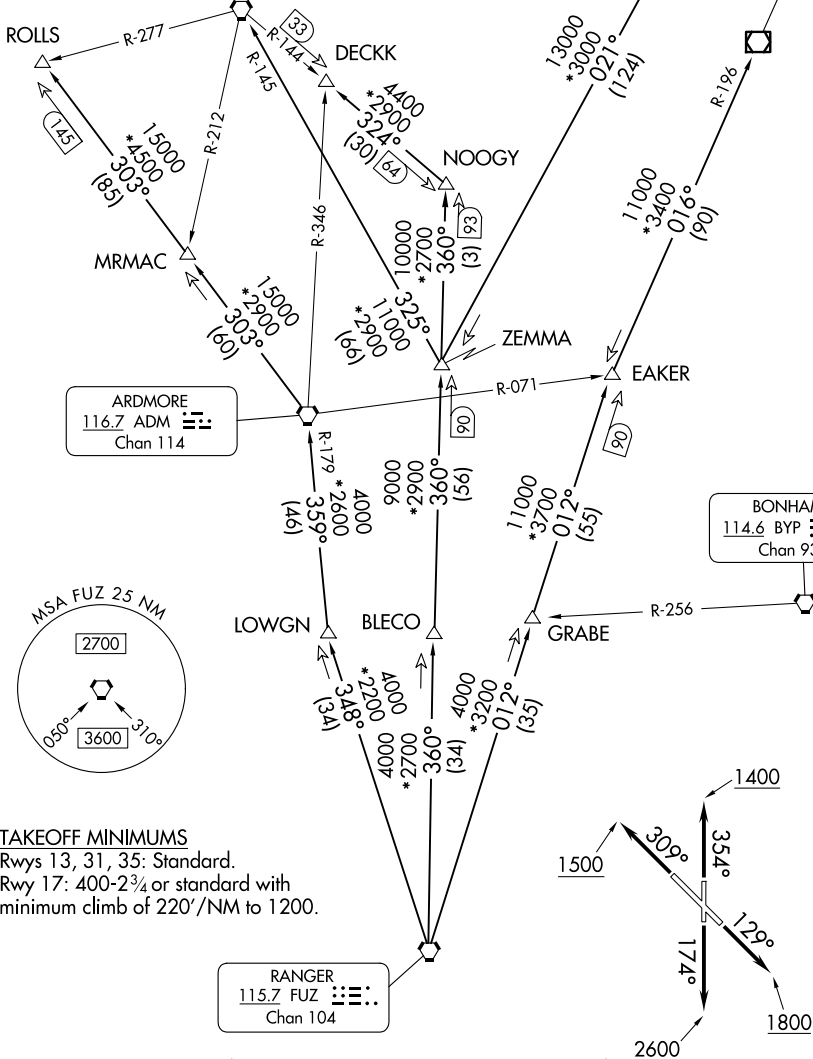 ROLLS
R-277
33
R-144
DECKK
R-145
13000
*3000
021°
(124)
R-196
4400
*2900
324°
(30)
64
NOOGY
145
15000
*4500
303°
(85)
R-212
R-346
93
10000
*2700
360°
(3)
11000
*3400
016°
(90)
MRMAC
15000
*2900
303°
(60)
325°
11000
*2900
(66)
ZEMMA
R-071
EAKER
ARDMORE
116.7 ADM
Chan 114
90
90
R-179
4000
*2600
359°
(46)
9000
*2900
360°
(56)
11000
*3700
012°
(55)
BONHAM
114.6 BYP
Chan 93
MSA FUZ 25 NM
2700
050°
310°
3600
LOWGN
BLECO
GRABE
R-256
4000
*2200
348°
(34)
4000
*2700
360°
(34)
4000
*3200
012°
(35)
TAKEOFF MINIMUMS
Rwys 13, 31, 35: Standard.
Rwy 17: 400-2¾ or standard with
minimum climb of 220'/NM to 1200.
1400
1500
309°
354°
129°
174°
1800
2600
RANGER
115.7 FUZ
Chan 104